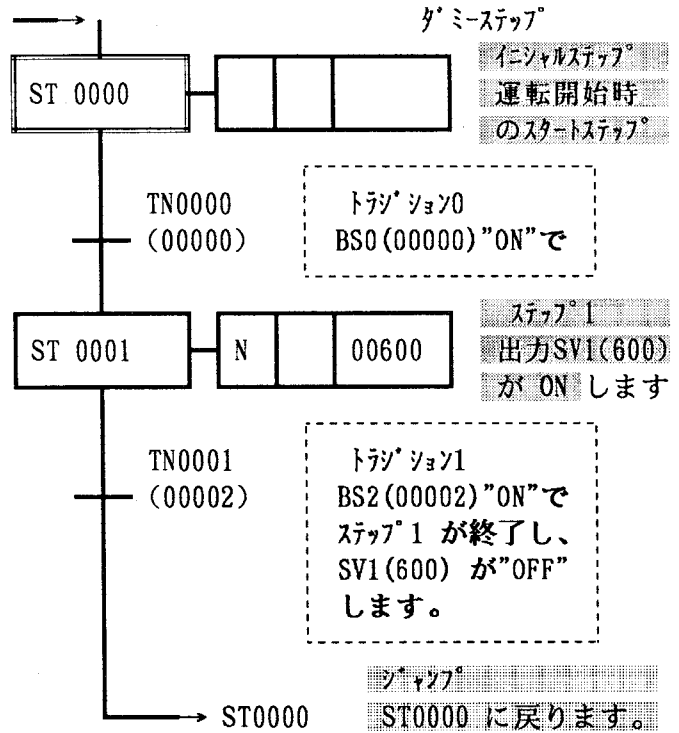 ﾀﾞﾐｰｽﾃｯﾌﾟ
ｲﾆｼｬﾙｽﾃｯﾌﾟ
運転開始時
のｽﾀｰﾄｽﾃｯﾌﾟ
ST 0000
TN0000
(00000)
ﾄﾗｼﾞｼｮﾝ0
BS0(00000)"ON"で
ST 0001
N
00600
ｽﾃｯﾌﾟ1
出力SV1(600)
が ON します
TN0001
(00002)
ﾄﾗｼﾞｼｮﾝ1
BS2(00002)"ON"で
ｽﾃｯﾌﾟ1 が終了し、
SV1(600) が"OFF"
します。
ｼﾞｬﾝﾌﾟ
ST0000
ST0000 に戻ります。